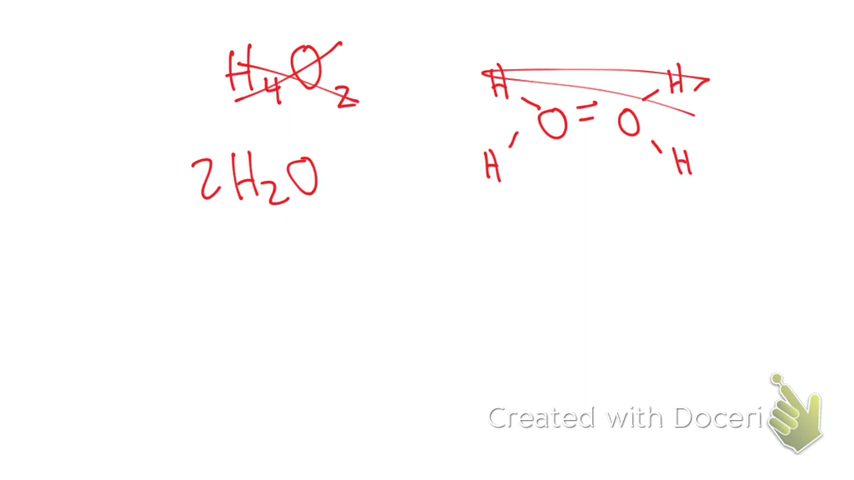 H4O2
2H2O
H H
O=O
H H
Created with Doceri